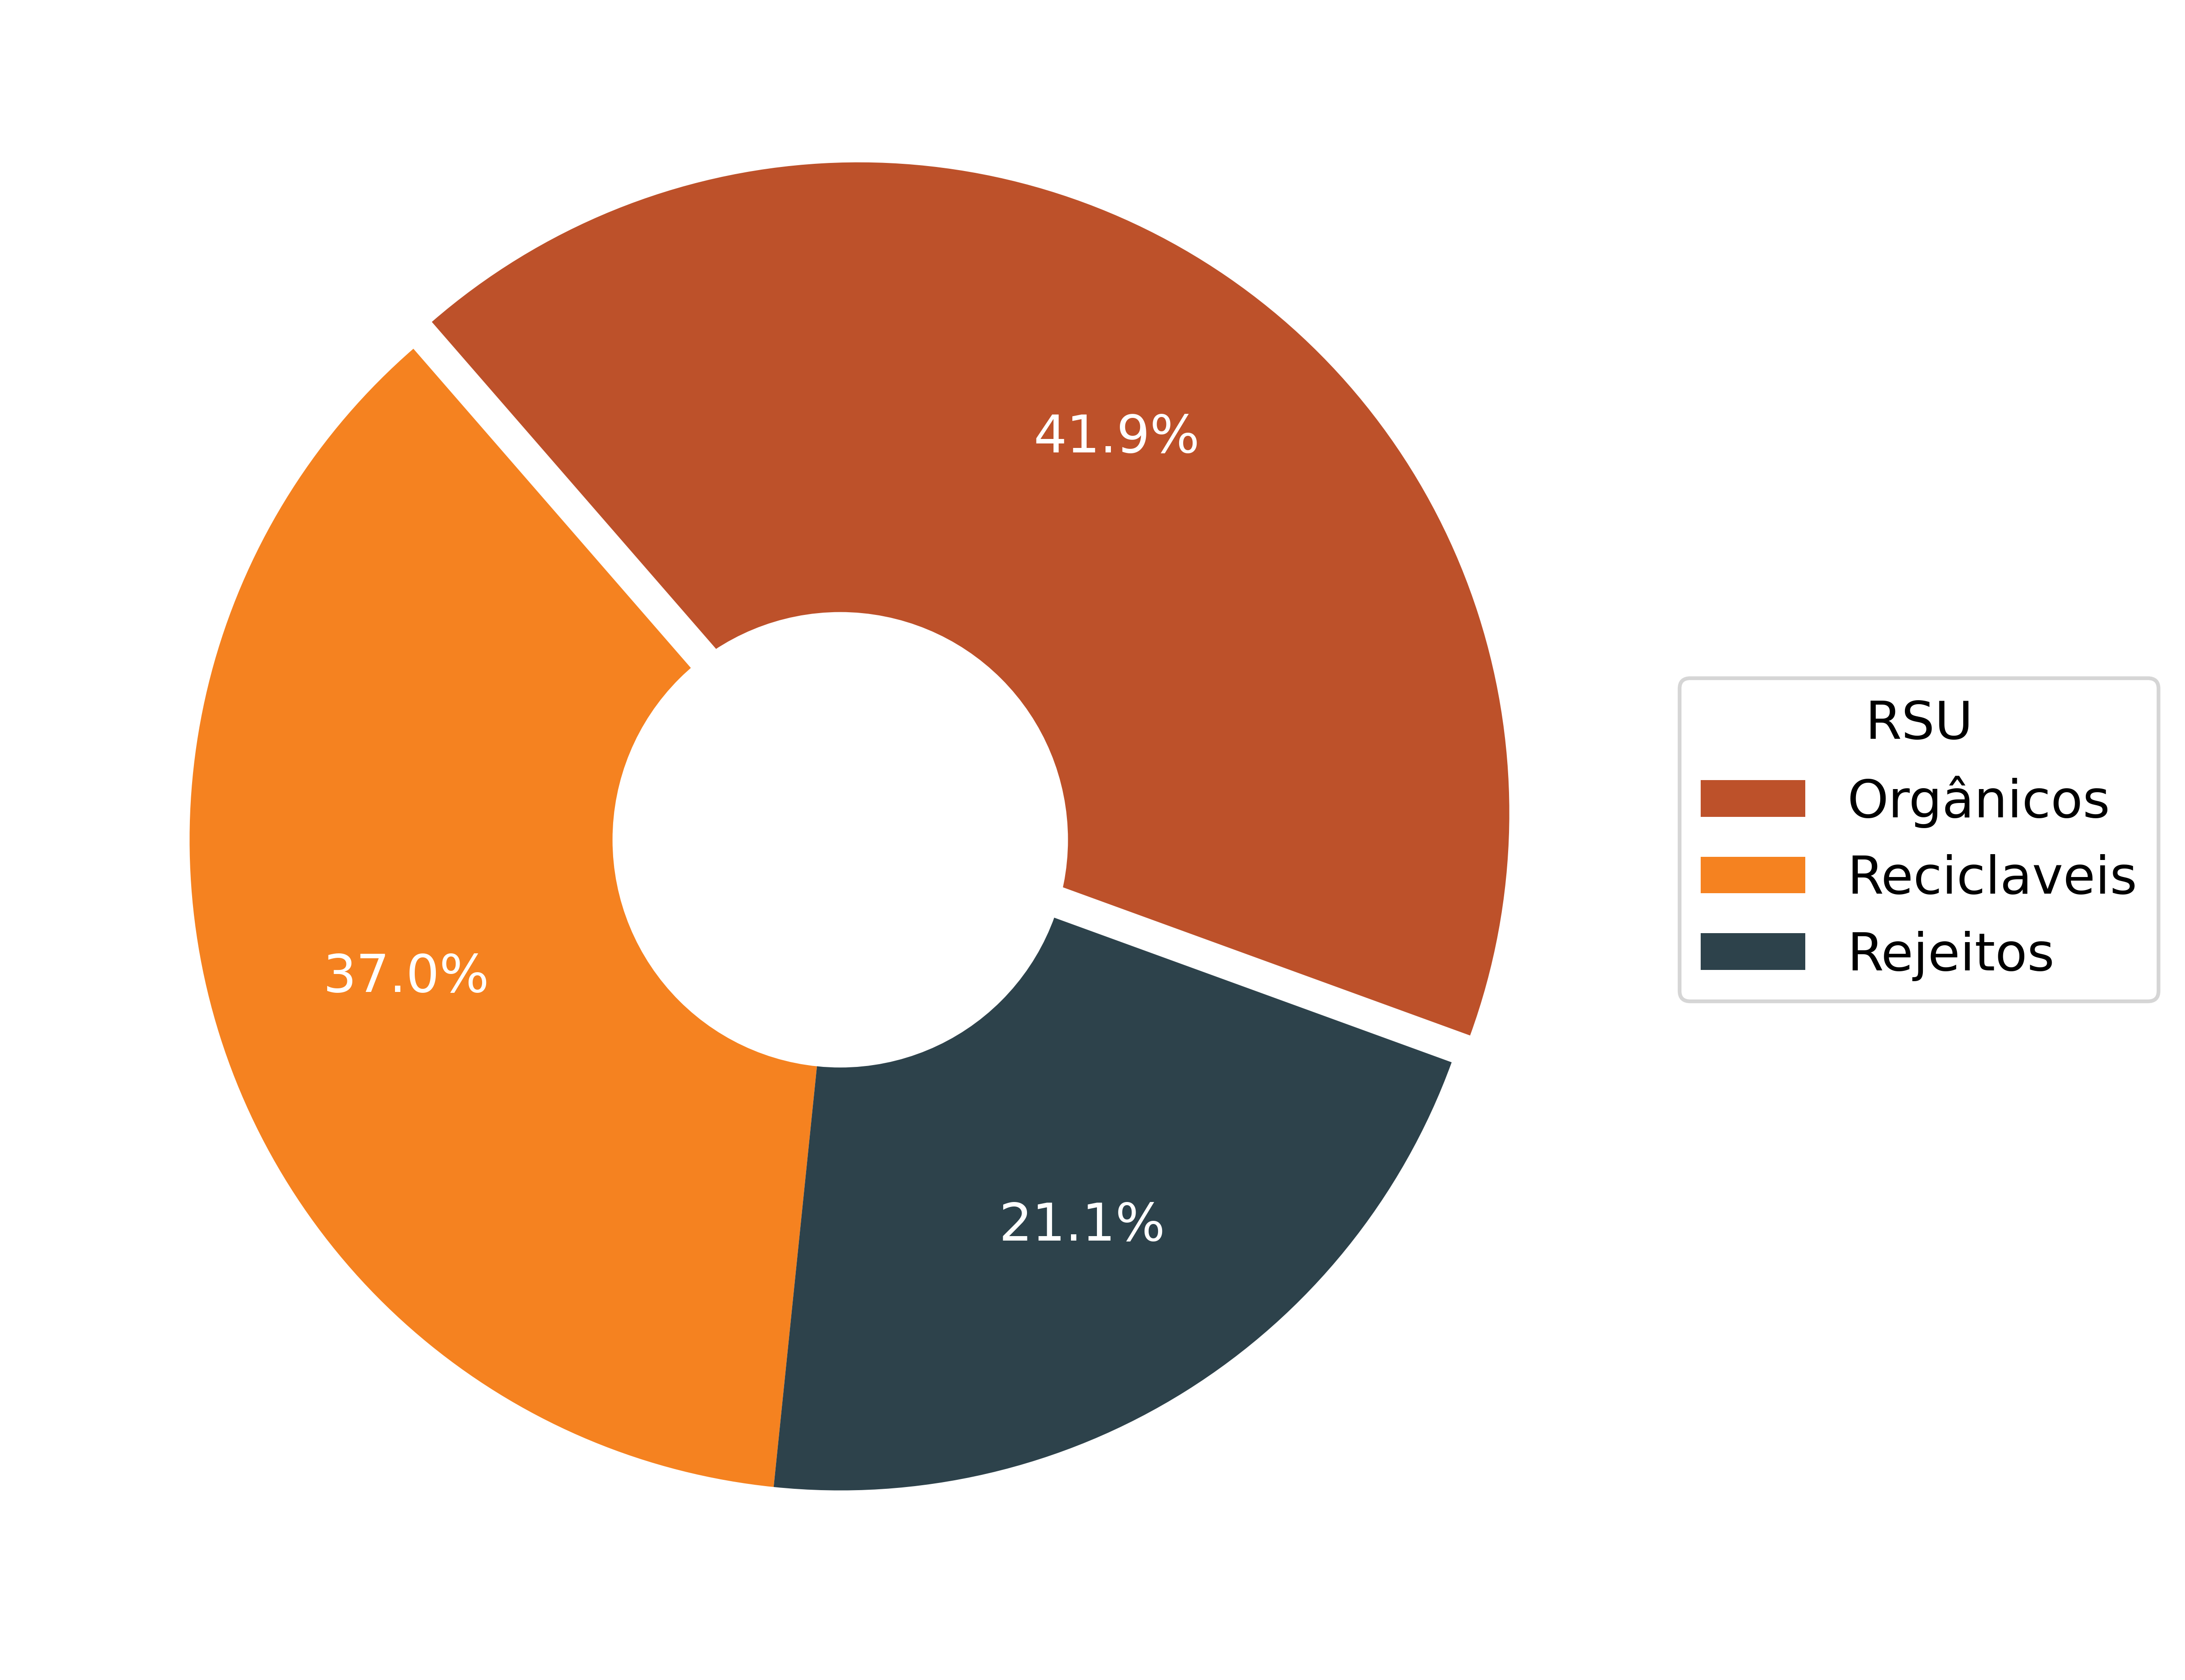 41.9%
37.0%
21.1%
RSU
Orgânicos
Reciclaveis
Rejeitos